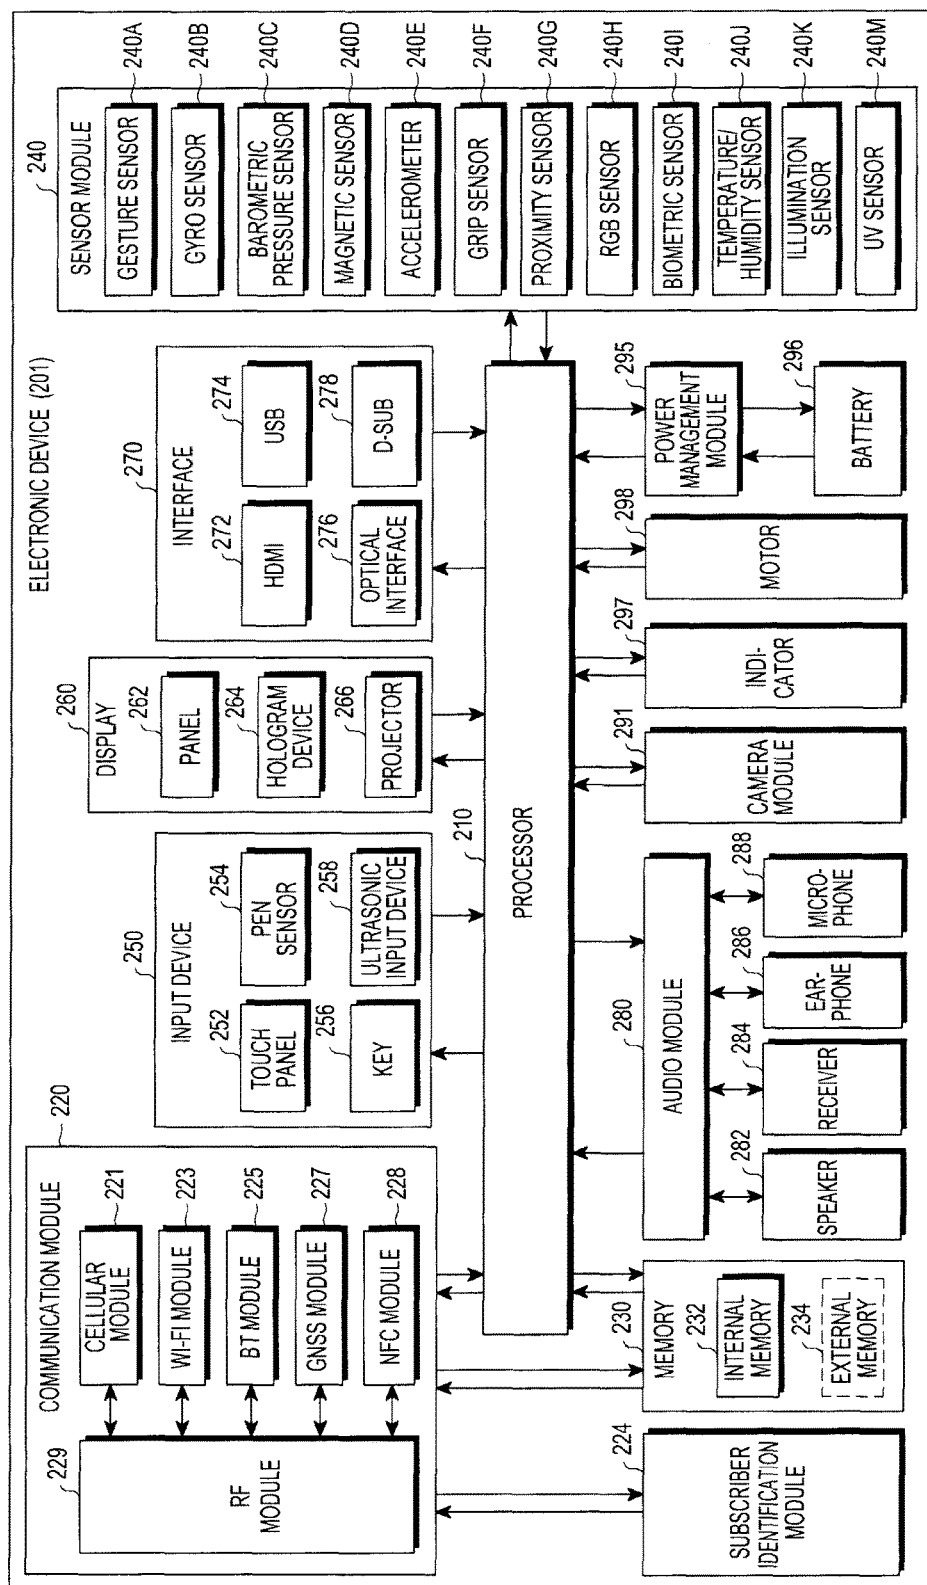 ELECTRONIC DEVICE (201)
COMMUNICATION MODULE
220
229
RF
MODULE
CELLULAR
MODULE
221
WI-FI MODULE
223
BT MODULE
225
GNSS MODULE
227
NFC MODULE
228
250
INPUT DEVICE
252
TOUCH
PANEL
254
PEN
SENSOR
256
KEY
258
ULTRASONIC
INPUT DEVICE
260
DISPLAY
262
PANEL
264
HOLOGRAM
DEVICE
266
PROJECTOR
270
INTERFACE
272
HDMI
274
USB
276
OPTICAL
INTERFACE
278
D-SUB
240
SENSOR MODULE
GESTURE SENSOR
240A
GYRO SENSOR
240B
BAROMETRIC
PRESSURE SENSOR
240C
MAGNETIC SENSOR
240D
ACCELEROMETER
240E
GRIP SENSOR
240F
PROXIMITY SENSOR
240G
RGB SENSOR
240H
BIOMETRIC SENSOR
240I
TEMPERATURE/
HUMIDITY SENSOR
240J
ILLUMINATION
SENSOR
240K
UV SENSOR
240M
210
PROCESSOR
224
SUBSCRIBER
IDENTIFICATION
MODULE
230
MEMORY
232
INTERNAL
MEMORY
234
EXTERNAL
MEMORY
280
AUDIO MODULE
282
SPEAKER
284
RECEIVER
286
EAR-
PHONE
288
MICRO-
PHONE
291
CAMERA
MODULE
297
INDI-
CATOR
298
MOTOR
295
POWER
MANAGEMENT
MODULE
296
BATTERY